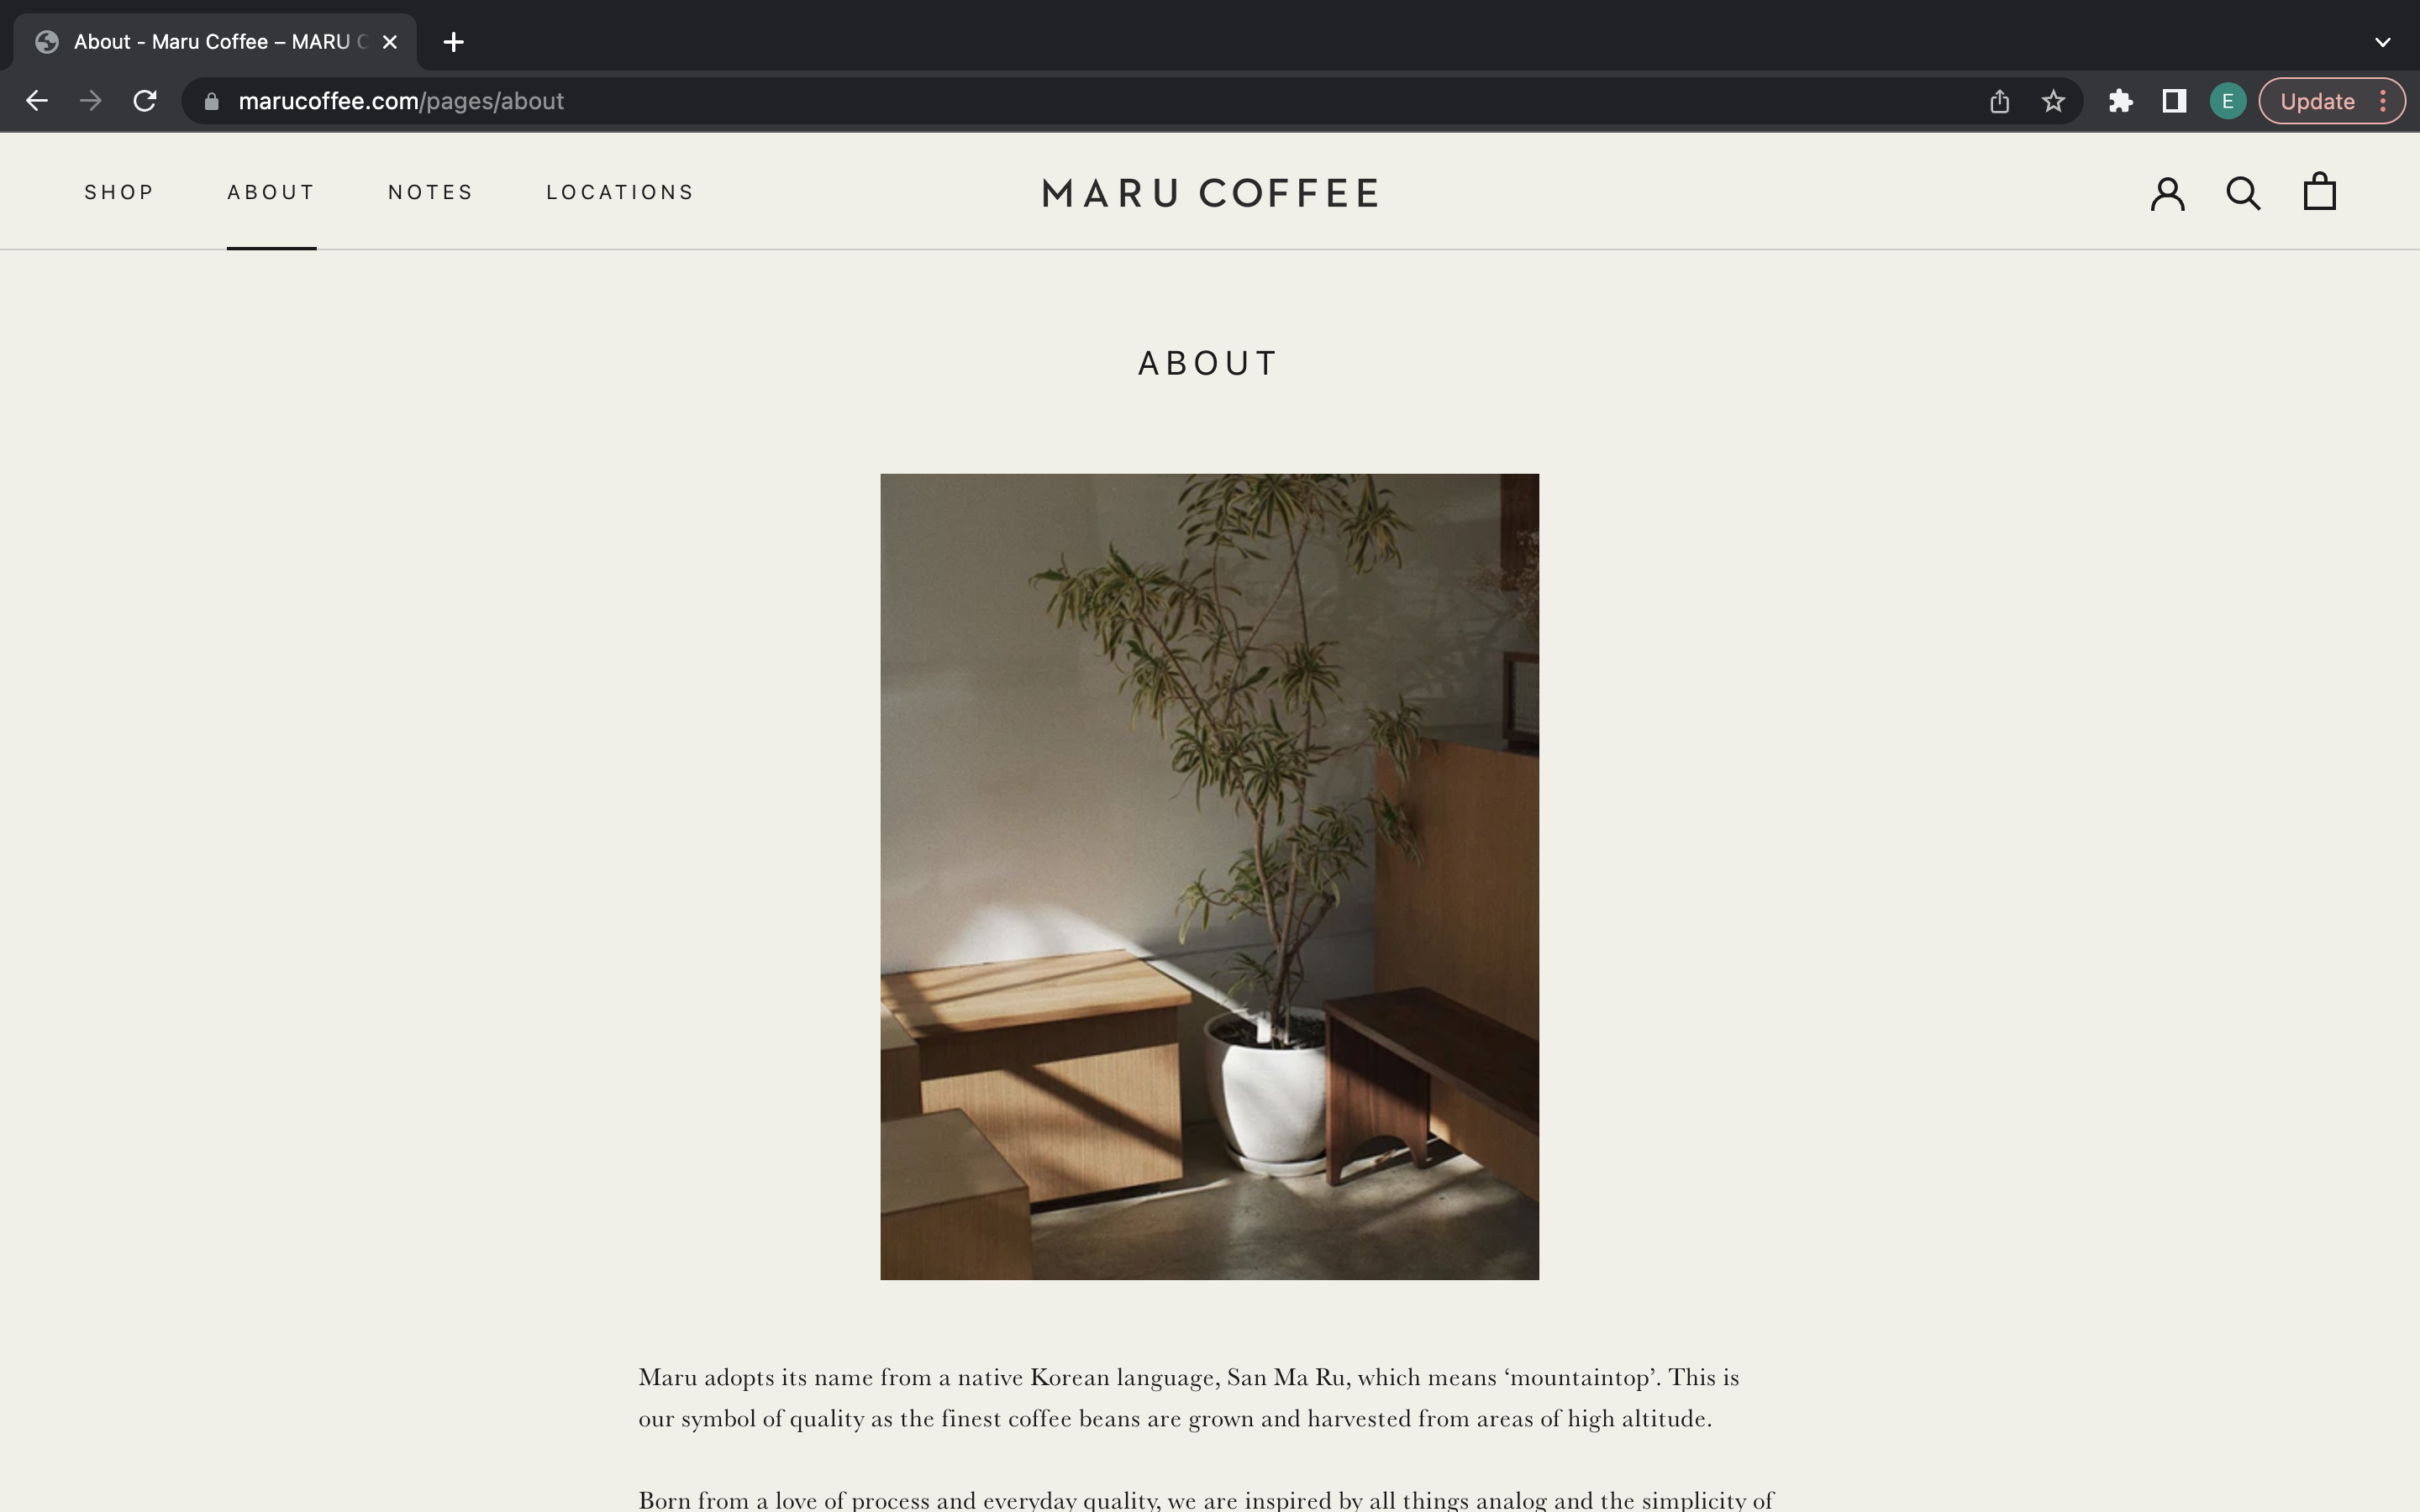 About - Maru Coffee – MARU
marucoffee.com/pages/about
E
Update
SHOP ABOUT NOTES LOCATIONS
MARU COFFEE
ABOUT
Maru adopts its name from a native Korean language, San Ma Ru, which means ‘mountaintop’. This is
our symbol of quality as the finest coffee beans are grown and harvested from areas of high altitude.
Born from a love of process and everyday quality, we are inspired by all things analog and the simplicity of